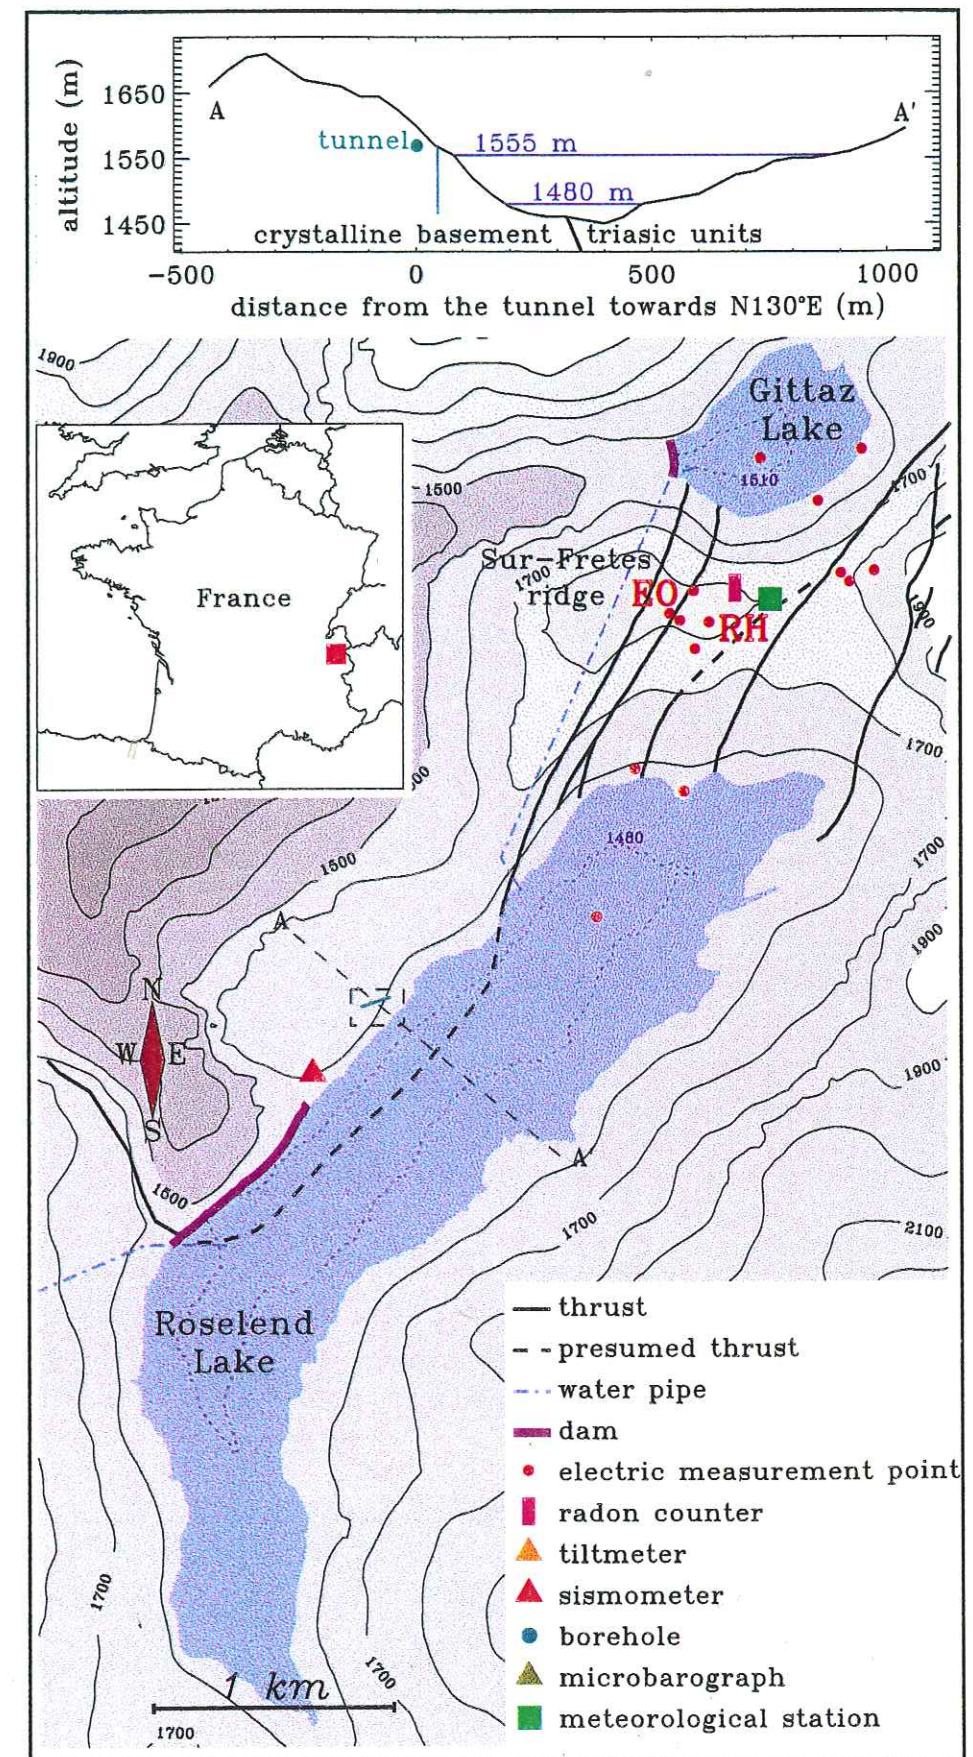 altitude (m)
1650
1550
1450
A
A'
tunnel
1555 m
1480 m
crystalline basement
triasic units
-500
0
500
1000
distance from the tunnel towards N130°E (m)
1900
Gittaz
Lake
1510
1500
1700
Sur-Fretes
ridge
1700
EO
RH
1900
France
1700
1480
1500
1700
A
1900
N
W E
S
1900
A
1500
1700
2100
Roselend
Lake
thrust
presumed thrust
water pipe
dam
electric measurement point
radon counter
tiltmeter
sismometer
borehole
microbarograph
meteorological station
1700
1700
1 km
1700